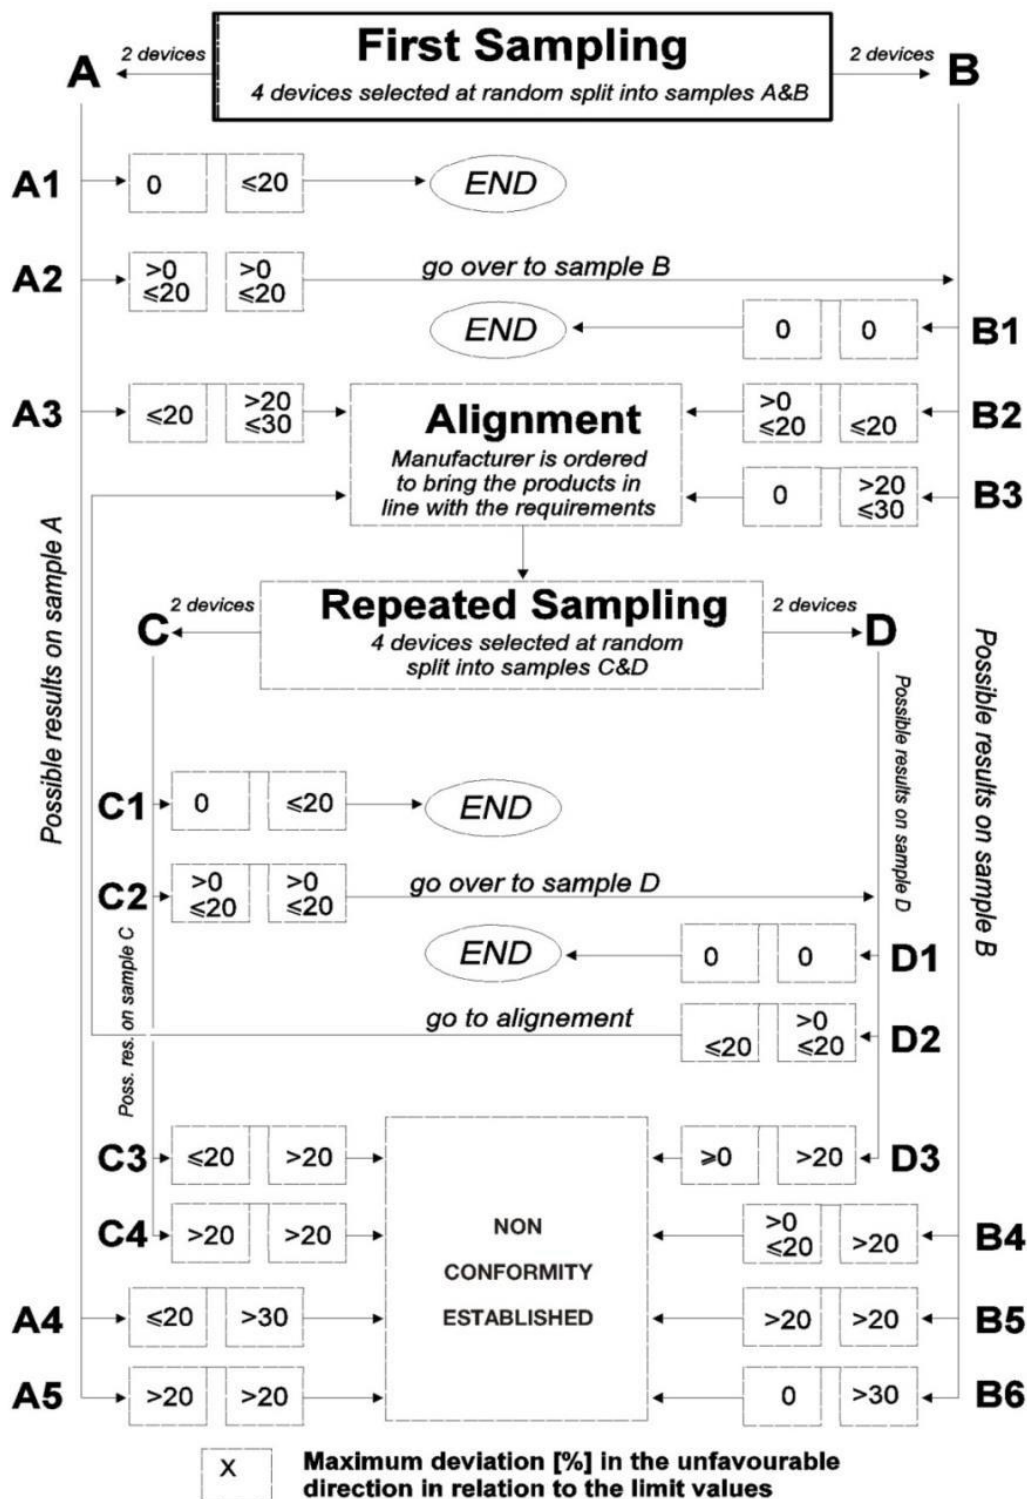 First Sampling
4 devices selected at random split into samples A&B
A
2 devices
2 devices
B
A1
0
≤20
END
A2
>0
≤20
>0
≤20
go over to sample B
END
0
0
B1
A3
≤20
>20
≤30
Alignment
Manufacturer is ordered
to bring the products in
line with the requirements
>0
≤20
≤20
B2
0
>20
≤30
B3
Possible results on sample A
Repeated Sampling
4 devices selected at random
split into samples C&D
C
2 devices
2 devices
D
Possible results on sample D
Possible results on sample B
C1
0
≤20
END
C2
>0
≤20
>0
≤20
go over to sample D
Poss. res. on sample C
END
0
0
D1
go to alignement
≤20
>0
≤20
D2
C3
≤20
>20
NON
CONFORMITY
ESTABLISHED
≥0
>20
D3
C4
>20
>20
>0
≤20
>20
B4
A4
≤20
>30
>20
>20
B5
A5
>20
>20
0
>30
B6
X
Maximum deviation [%] in the unfavourable
direction in relation to the limit values